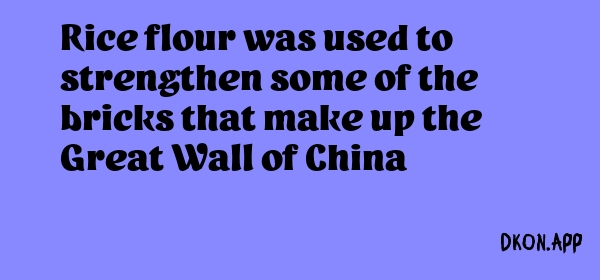 Rice flour was used to
strengthen some of the
bricks that make up the
Great Wall of China
DKON.APP